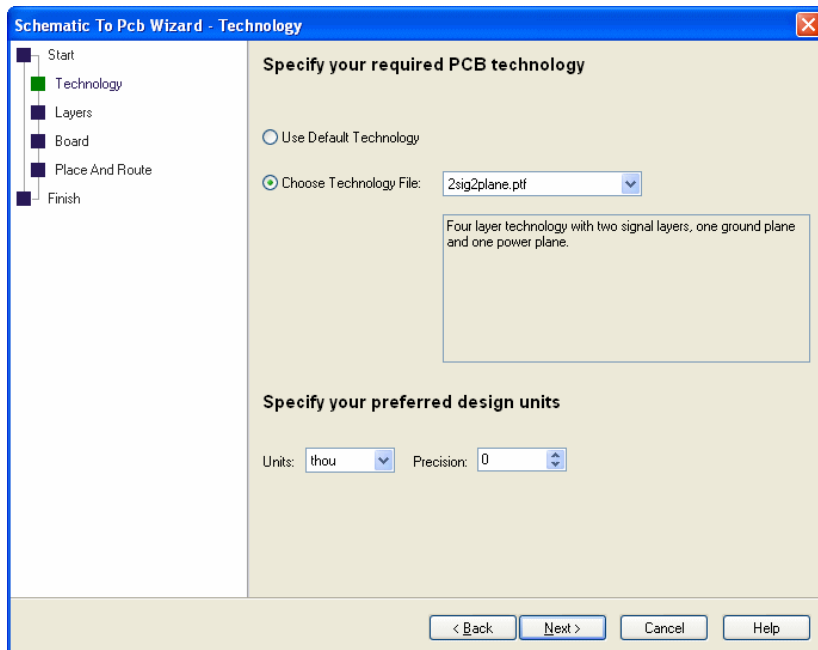 Schematic To Pcb Wizard - Technology
Start
Technology
Layers
Board
Place And Route
Finish
Specify your required PCB technology
Use Default Technology
Choose Technology File: 2sig2plane.ptf
Four layer technology with two signal layers, one ground plane
and one power plane.
Specify your preferred design units
Units: thou Precision: 0
< Back Next > Cancel Help